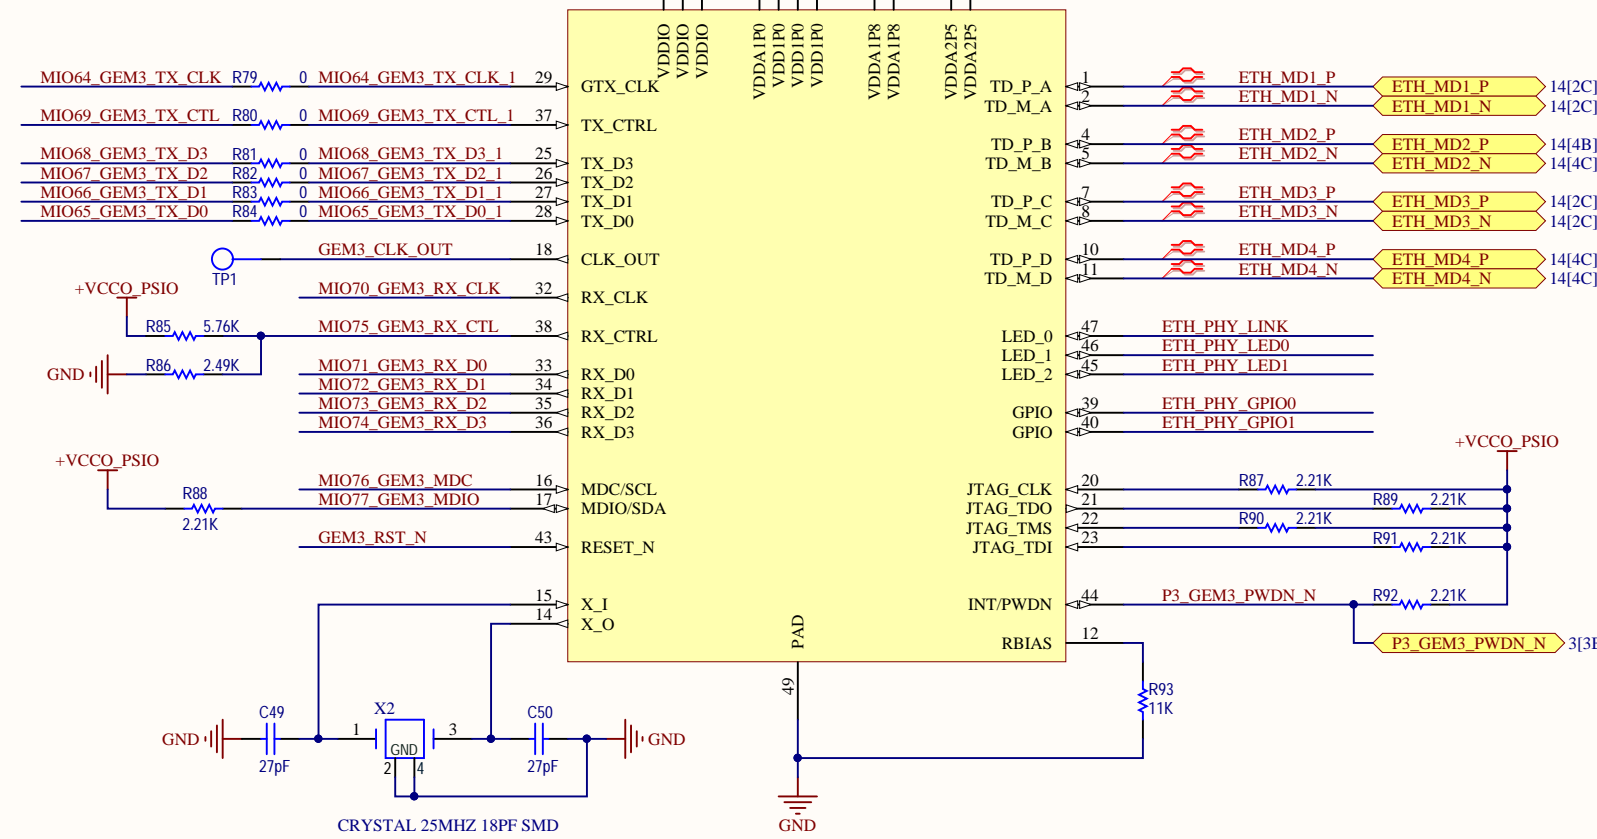 VDDIO
VDDIO
VDDIO
VDDA1P0
VDD1P0
VDD1P0
VDD1P0
VDDA1P8
VDDA1P8
VDDA2P5
VDDA2P5
MIO64_GEM3_TX_CLK R79 0 MIO64_GEM3_TX_CLK_1 29 GTX_CLK
MIO69_GEM3_TX_CTL R80 0 MIO69_GEM3_TX_CTL_1 37 TX_CTRL
MIO68_GEM3_TX_D3 R81 0 MIO68_GEM3_TX_D3_1 25 TX_D3
MIO67_GEM3_TX_D2 R82 0 MIO67_GEM3_TX_D2_1 26 TX_D2
MIO66_GEM3_TX_D1 R83 0 MIO66_GEM3_TX_D1_1 27 TX_D1
MIO65_GEM3_TX_D0 R84 0 MIO65_GEM3_TX_D0_1 28 TX_D0
TP1 GEM3_CLK_OUT 18 CLK_OUT
MIO70_GEM3_RX_CLK 32 RX_CLK
+VCCO_PSIO
R85 5.76K MIO75_GEM3_RX_CTL 38 RX_CTRL
GND R86 2.49K
MIO71_GEM3_RX_D0 33 RX_D0
MIO72_GEM3_RX_D1 34 RX_D1
MIO73_GEM3_RX_D2 35 RX_D2
MIO74_GEM3_RX_D3 36 RX_D3
+VCCO_PSIO
MIO76_GEM3_MDC 16 MDC/SCL
R88 2.21K MIO77_GEM3_MDIO 17 MDIO/SDA
GEM3_RST_N 43 RESET_N
15 X_I
14 X_O
TD_P_A 1 ETH_MD1_P ETH_MD1_P 14[2C]
TD_M_A 2 ETH_MD1_N ETH_MD1_N 14[2C]
TD_P_B 4 ETH_MD2_P ETH_MD2_P 14[4B]
TD_M_B 5 ETH_MD2_N ETH_MD2_N 14[4C]
TD_P_C 7 ETH_MD3_P ETH_MD3_P 14[2C]
TD_M_C 8 ETH_MD3_N ETH_MD3_N 14[2C]
TD_P_D 10 ETH_MD4_P ETH_MD4_P 14[4C]
TD_M_D 11 ETH_MD4_N ETH_MD4_N 14[4C]
LED_0 47 ETH_PHY_LINK
LED_1 46 ETH_PHY_LED0
LED_2 45 ETH_PHY_LED1
GPIO 39 ETH_PHY_GPIO0
GPIO 40 ETH_PHY_GPIO1
+VCCO_PSIO
JTAG_CLK 20 R87 2.21K
JTAG_TDO 21 R89 2.21K
JTAG_TMS 22 R90 2.21K
JTAG_TDI 23 R91 2.21K
INT/PWDN 44 P3_GEM3_PWDN_N R92 2.21K
RBIAS 12 P3_GEM3_PWDN_N
PAD
49
R93
11K
GND C49 27pF 1 X2 GND 2 4 3 C50 27pF GND
GND
CRYSTAL 25MHZ 18PF SMD